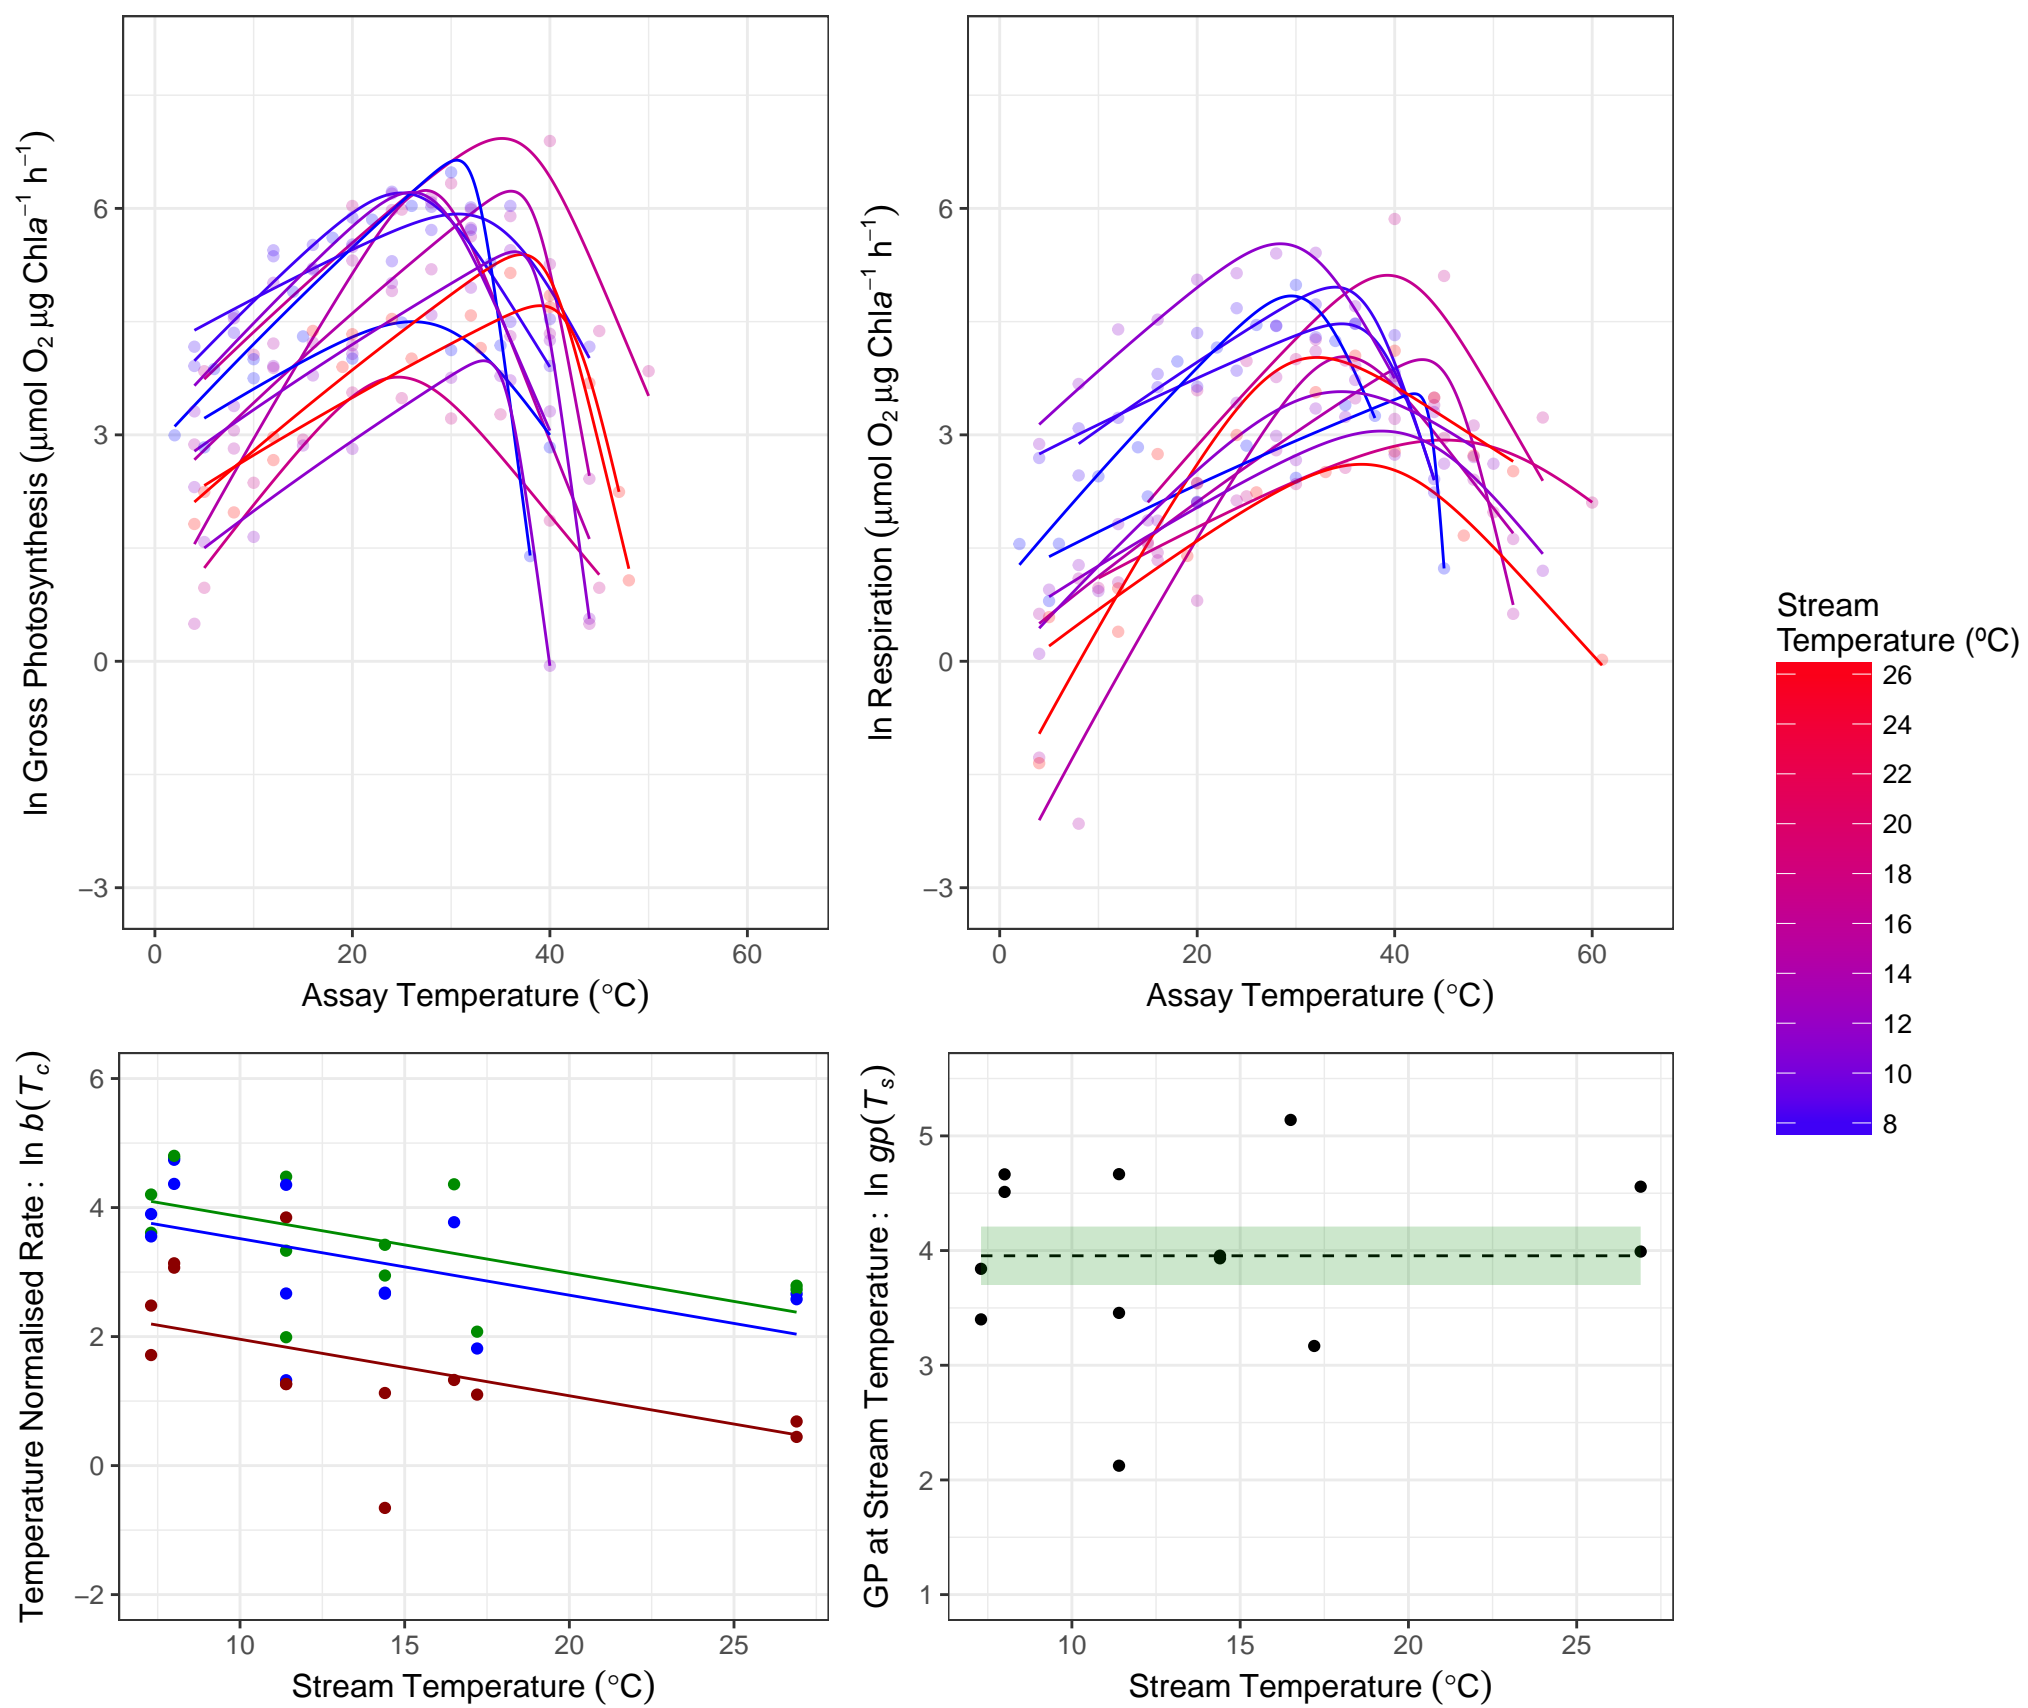 ln Gross Photosynthesis (μmol O₂ μg Chla⁻¹ h⁻¹)
6
3
0
−3
0 20 40 60
Assay Temperature (°C)
ln Respiration (μmol O₂ μg Chla⁻¹ h⁻¹)
6
3
0
−3
0 20 40 60
Assay Temperature (°C)
Stream
Temperature (ºC)
26
24
22
20
18
16
14
12
10
8
Temperature Normalised Rate : ln b(T꜀)
6
4
2
0
−2
10 15 20 25
Stream Temperature (°C)
GP at Stream Temperature : ln gp(Tₛ)
5
4
3
2
1
10 15 20 25
Stream Temperature (°C)